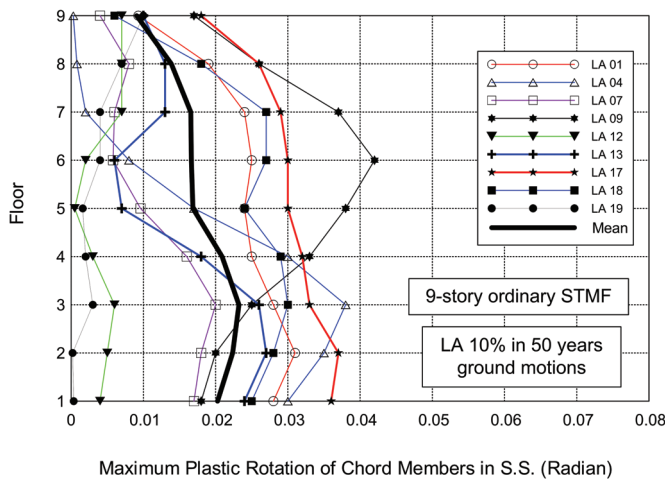 9
8
7
6
5
4
3
2
1
Floor
0
0.01
0.02
0.03
0.04
0.05
0.06
0.07
0.08
Maximum Plastic Rotation of Chord Members in S.S. (Radian)
LA 01
LA 04
LA 07
LA 09
LA 12
LA 13
LA 17
LA 18
LA 19
Mean
9-story ordinary STMF
LA 10% in 50 years
ground motions